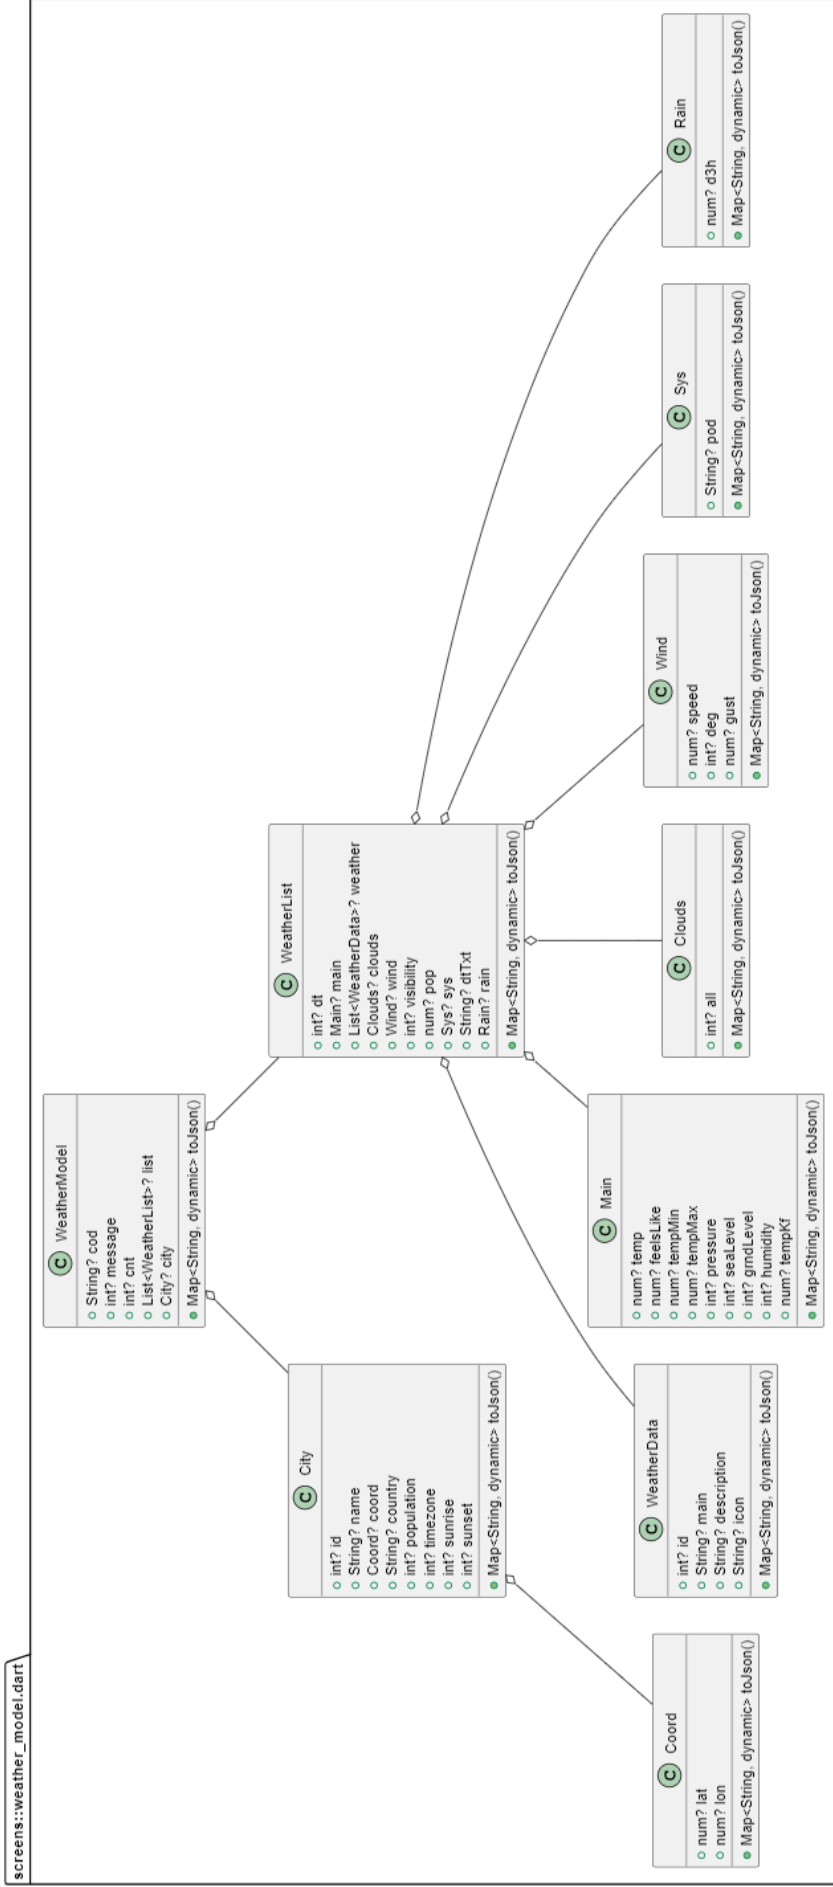 screens::weather_model.dart
C WeatherModel
String? cod
int? message
int? cnt
List<WeatherList>? list
City? city
Map<String, dynamic> toJson()
C City
int? id
String? name
Coord? coord
String? country
int? population
int? timezone
int? sunrise
int? sunset
Map<String, dynamic> toJson()
C WeatherList
int? dt
Main? main
List<WeatherData>? weather
Clouds? clouds
Wind? wind
int? visibility
num? pop
Sys? sys
String? dtTxt
Rain? rain
Map<String, dynamic> toJson()
C Coord
num? lat
num? lon
Map<String, dynamic> toJson()
C WeatherData
int? id
String? main
String? description
String? icon
Map<String, dynamic> toJson()
C Main
num? temp
num? feelsLike
num? tempMin
num? tempMax
int? pressure
int? seaLevel
int? grndLevel
int? humidity
num? tempKf
Map<String, dynamic> toJson()
C Clouds
int? all
Map<String, dynamic> toJson()
C Wind
num? speed
int? deg
num? gust
Map<String, dynamic> toJson()
C Sys
String? pod
Map<String, dynamic> toJson()
C Rain
num? d3h
Map<String, dynamic> toJson()